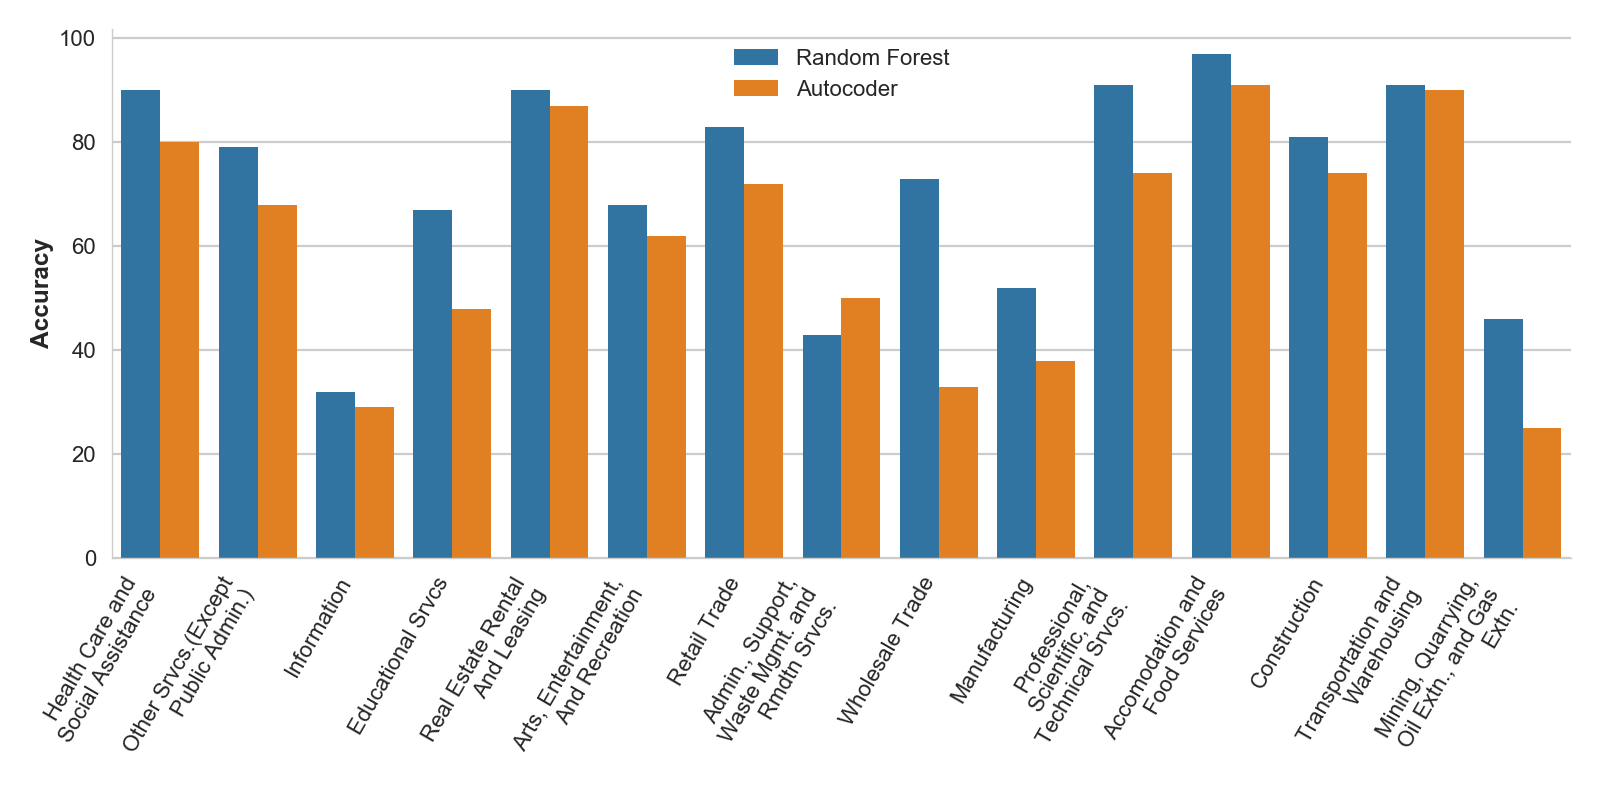 100
80
60
40
20
0
Accuracy
Random Forest
Autocoder
Health Care and
Social Assistance
Other Srvcs.(Except
Public Admin.)
Information
Educational Srvcs
Real Estate Rental
And Leasing
Arts, Entertainment,
And Recreation
Retail Trade
Admin., Support,
Waste Mgmt. and
Rmdtn Srvcs.
Wholesale Trade
Manufacturing
Professional,
Scientific, and
Technical Srvcs.
Accomodation and
Food Services
Construction
Transportation and
Warehousing
Mining, Quarrying,
Oil Extn., and Gas
Extn.